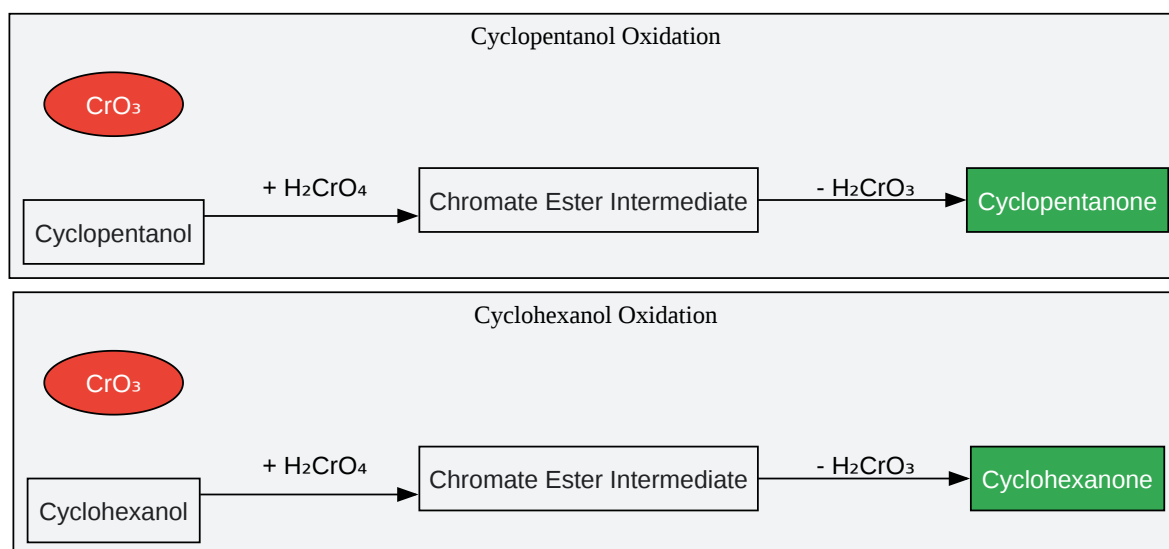 Cyclopentanol Oxidation
CrO₃
+ H₂CrO₄
- H₂CrO₃
Cyclopentanol
Chromate Ester Intermediate
Cyclopentanone
Cyclohexanol Oxidation
CrO₃
+ H₂CrO₄
- H₂CrO₃
Cyclohexanol
Chromate Ester Intermediate
Cyclohexanone